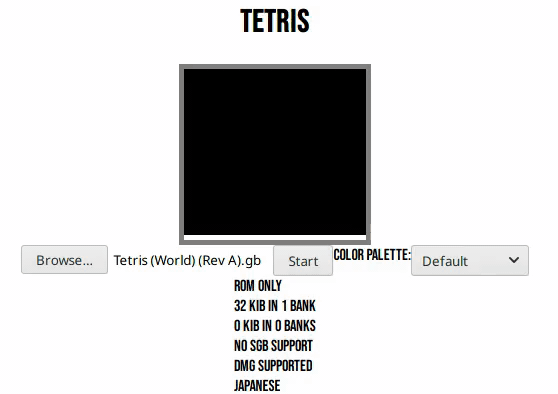 TETRIS
Browse... Tetris (World) (Rev A).gb Start COLOR PALETTE: Default
ROM ONLY
32 KIB IN 1 BANK
0 KIB IN 0 BANKS
NO SGB SUPPORT
DMG SUPPORTED
JAPANESE